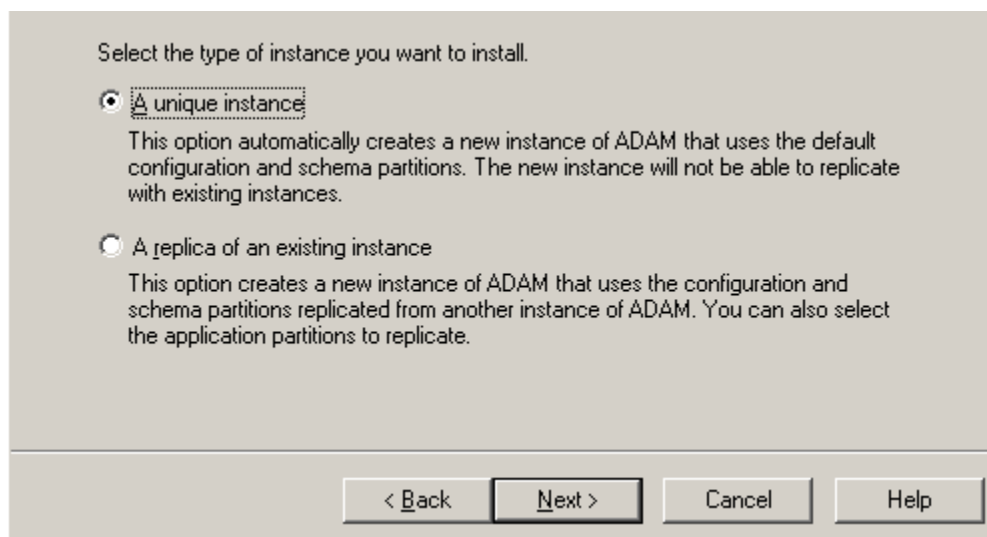 Select the type of instance you want to install.
A unique instance
This option automatically creates a new instance of ADAM that uses the default
configuration and schema partitions. The new instance will not be able to replicate
with existing instances.
A replica of an existing instance
This option creates a new instance of ADAM that uses the configuration and
schema partitions replicated from another instance of ADAM. You can also select
the application partitions to replicate.
< Back Next > Cancel Help